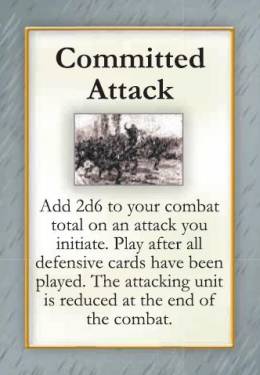 Committed
Attack
Add 2d6 to your combat
total on an attack you
initiate. Play after all
defensive cards have been
played. The attacking unit
is reduced at the end of
the combat.